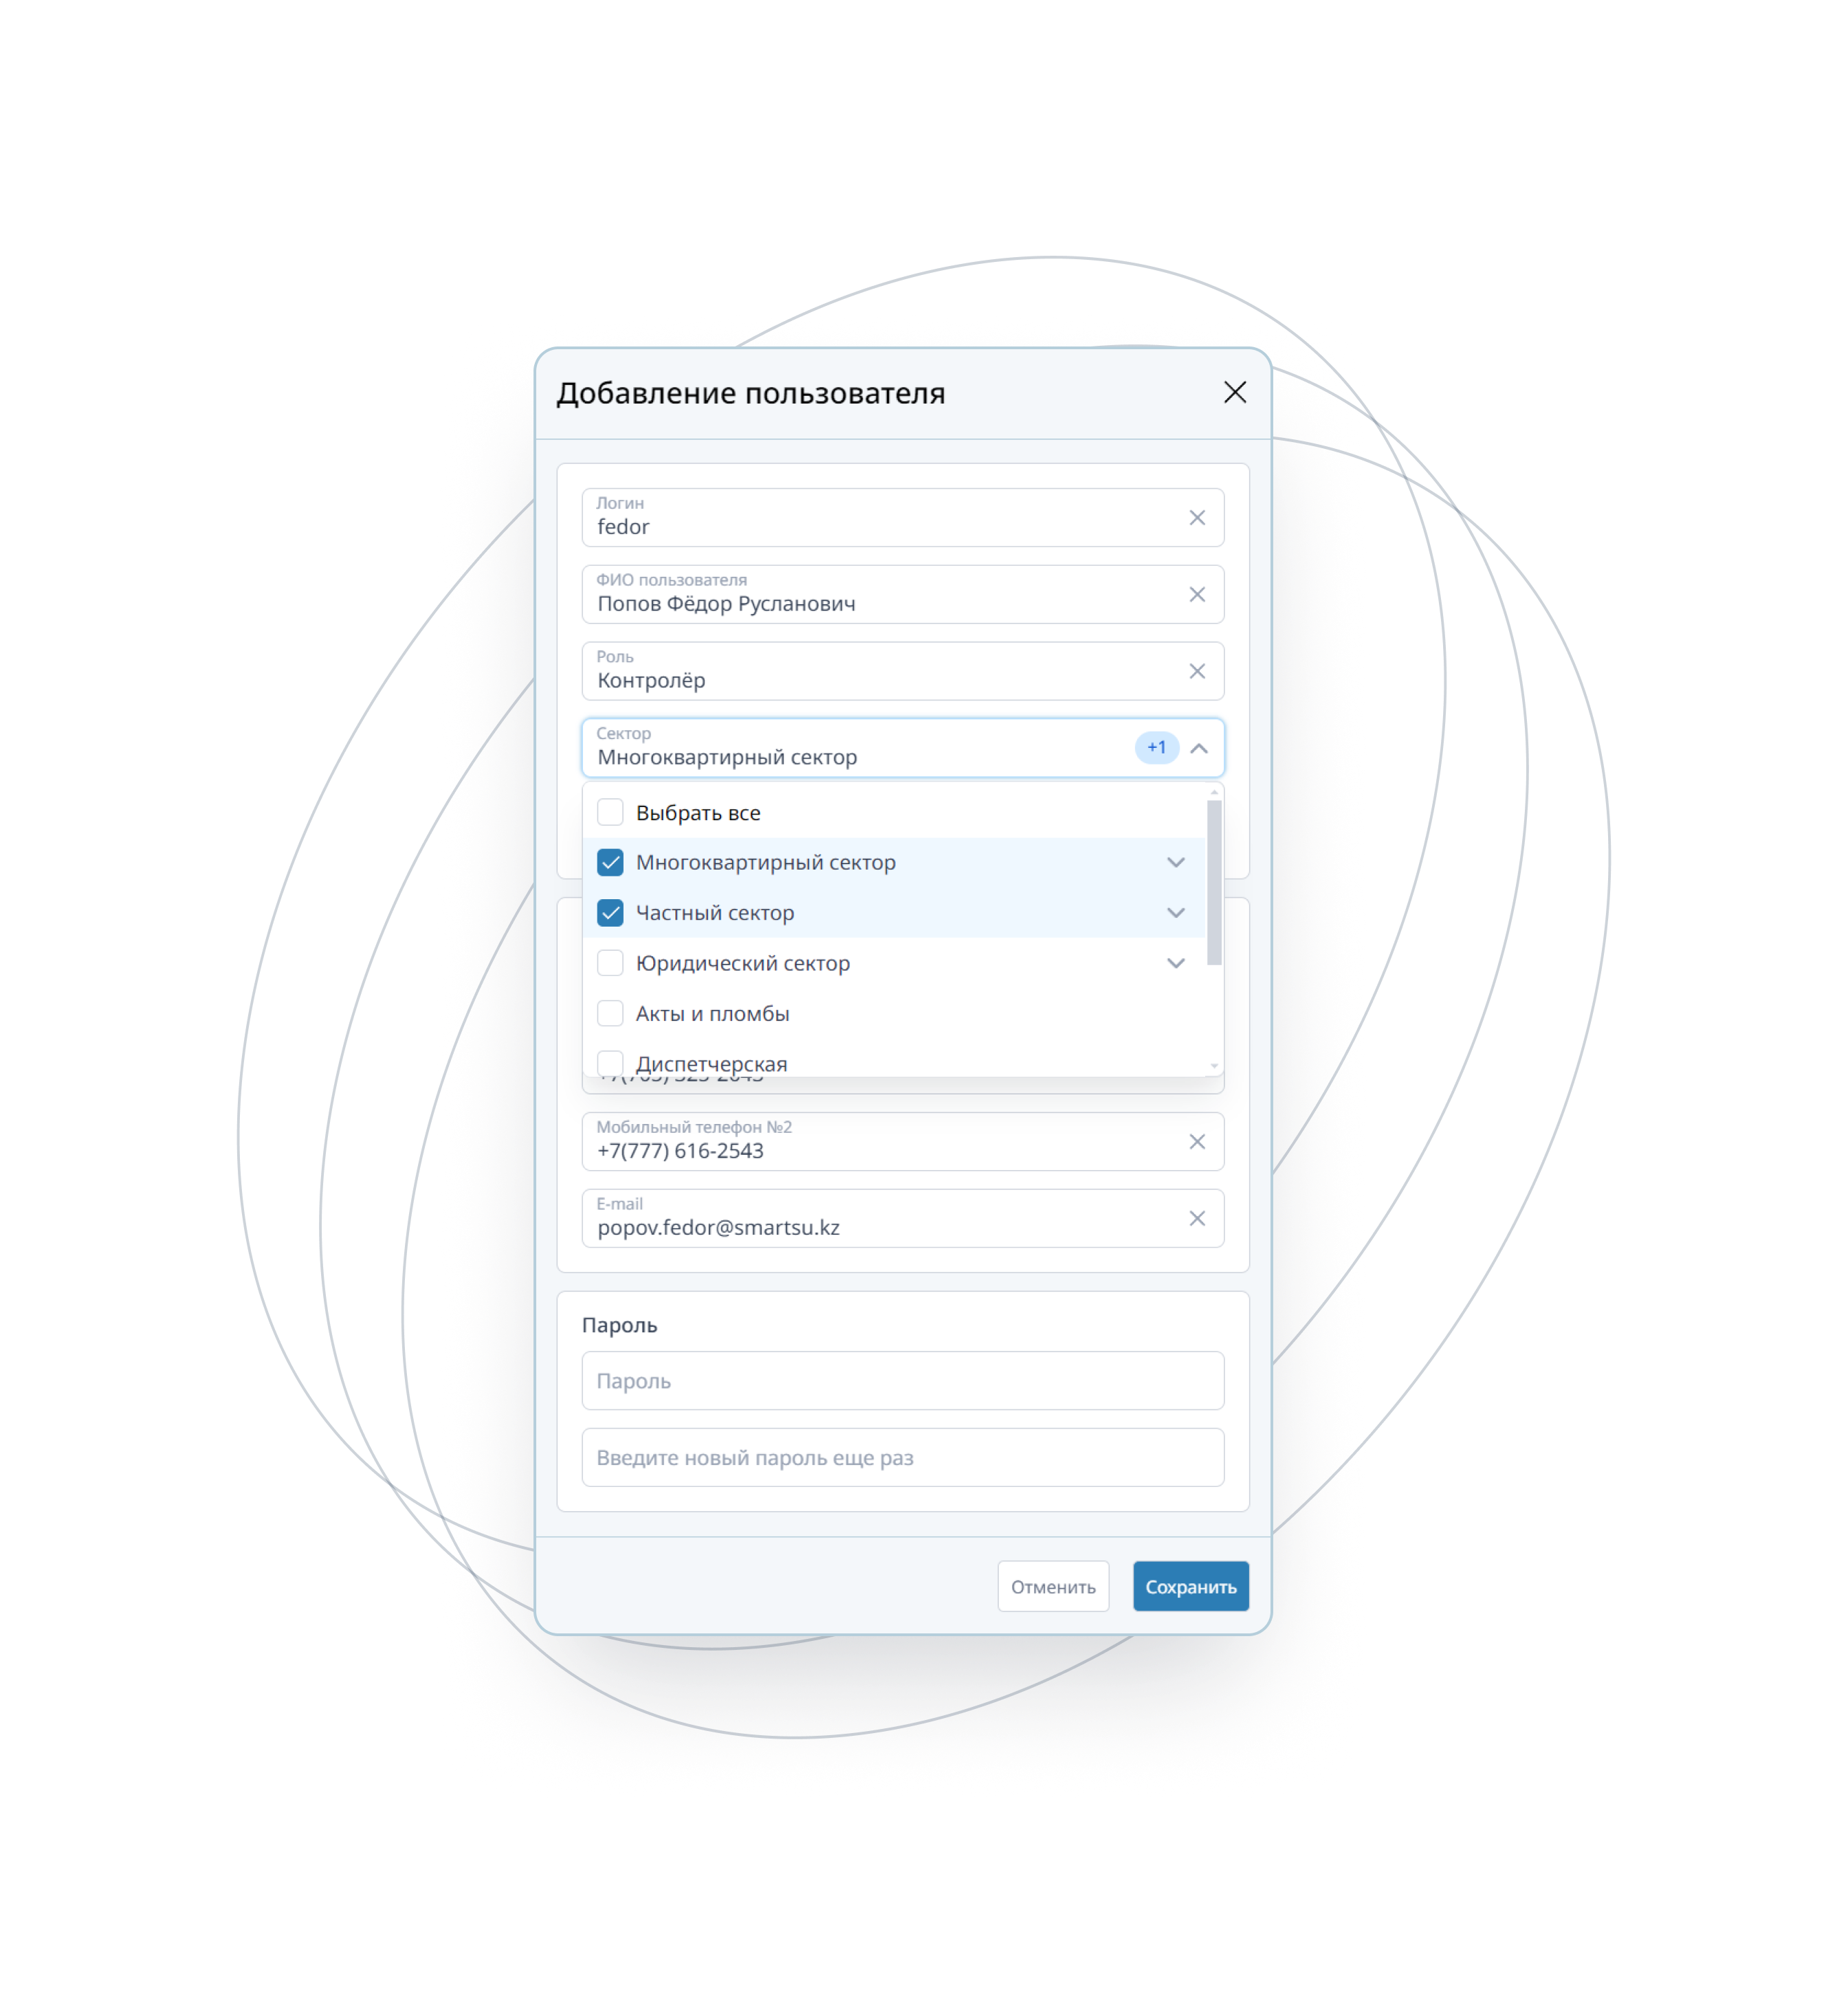 Добавление пользователя
Логин
fedor
ФИО пользователя
Попов Фёдор Русланович
Роль
Контролёр
Сектор
Многоквартирный сектор
+1
Выбрать все
Многоквартирный сектор
Частный сектор
Юридический сектор
Акты и пломбы
Диспетчерская
Мобильный телефон №2
+7(777) 616-2543
E-mail
popov.fedor@smartsu.kz
Пароль
Пароль
Введите новый пароль еще раз
Отменить Сохранить